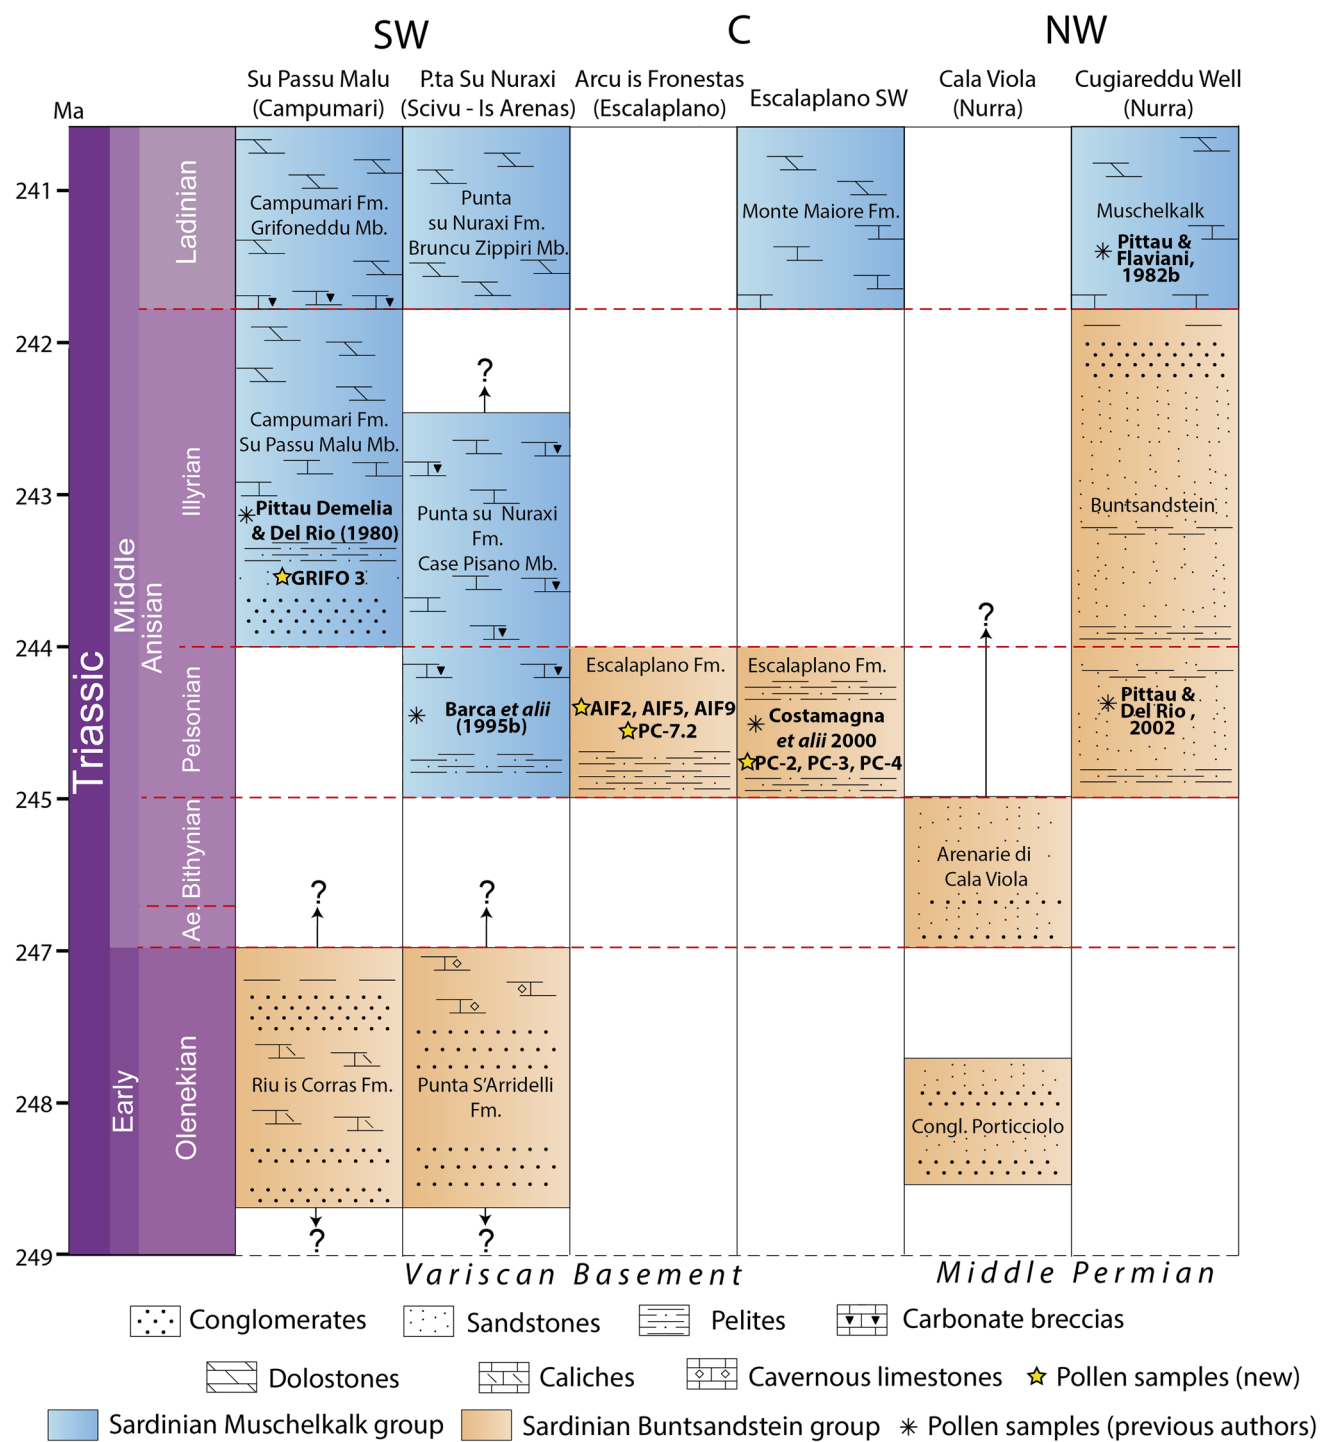 SW
C
NW
Su Passu Malu
(Campumari)
P.ta Su Nuraxi
(Scivu - Is Arenas)
Arcu is Fronestas
(Escalaplano)
Escalaplano SW
Cala Viola
(Nurra)
Cugiareddu Well
(Nurra)
Ma
241
242
243
244
245
247
248
249
Triassic
Middle
Early
Anisian
Ladinian
Illyrian
Pelsonian
Bithynian
Ae.
Olenekian
Campumari Fm.
Grifoneddu Mb.
Campumari Fm.
Su Passu Malu Mb.
Pittau Demelia
& Del Rio (1980)
GRIFO 3
?
Riu is Corras Fm.
?
Punta
su Nuraxi Fm.
Bruncu Zippiri Mb.
?
Punta su Nuraxi
Fm.
Case Pisano Mb.
Barca et alii
(1995b)
?
Punta S'Arridelli
Fm.
?
Escalaplano Fm.
AIF2, AIF5, AIF9
PC-7.2
Monte Maiore Fm.
Escalaplano Fm.
Costamagna
et alii 2000
PC-2, PC-3, PC-4
?
Arenarie di
Cala Viola
Congl. Porticciolo
Muschelkalk
Pittau &
Flaviani,
1982b
Buntsandstein
Pittau &
Del Rio ,
2002
Variscan Basement
Middle Permian
Conglomerates
Sandstones
Pelites
Carbonate breccias
Dolostones
Caliches
Cavernous limestones
Pollen samples (new)
Sardinian Muschelkalk group
Sardinian Buntsandstein group
Pollen samples (previous authors)